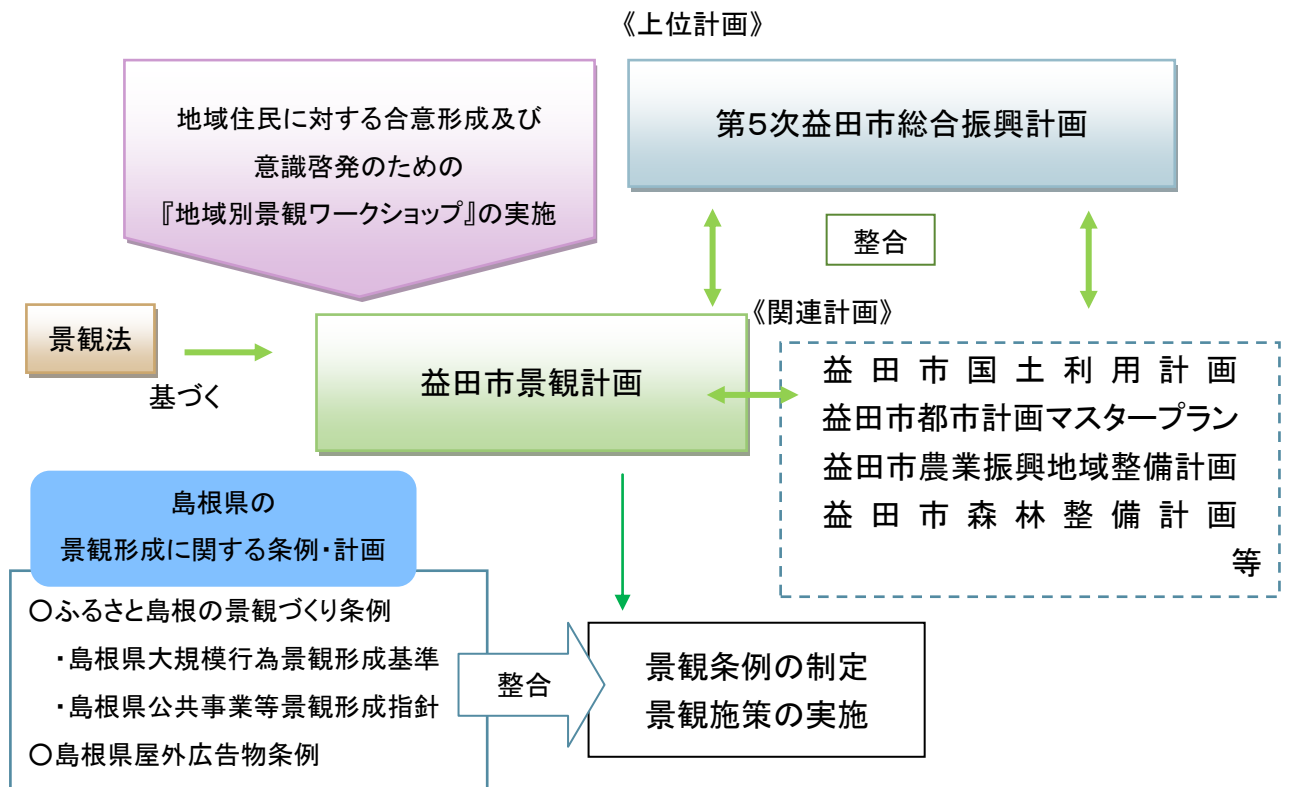 《上位計画》
地域住民に対する合意形成及び
意識啓発のための
『地域別景観ワークショップ』の実施
第5次益田市総合振興計画
整合
景観法
基づく
益田市景観計画
《関連計画》
益田市国土利用計画
益田市都市計画マスタープラン
益田市農業振興地域整備計画
益田市森林整備計画
等
島根県の
景観形成に関する条例・計画
〇ふるさと島根の景観づくり条例
・島根県大規模行為景観形成基準
・島根県公共事業等景観形成指針
〇島根県屋外広告物条例
整合
景観条例の制定
景観施策の実施